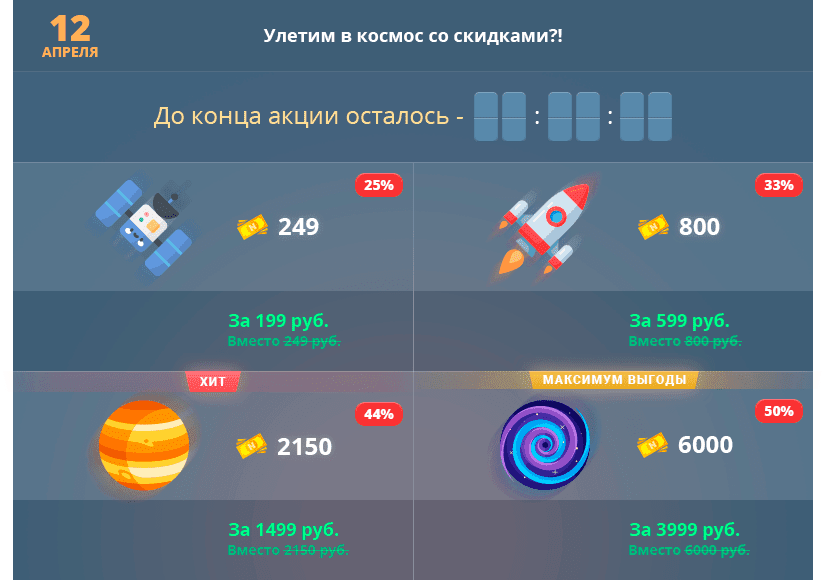 12
АПРЕЛЯ
Улетим в космос со скидками?!
До конца акции осталось - : :
25%
249
За 199 руб.
Вместо 249 руб.
33%
800
За 599 руб.
Вместо 800 руб.
ХИТ
44%
2150
За 1499 руб.
Вместо 2150 руб.
МАКСИМУМ ВЫГОДЫ
50%
6000
За 3999 руб.
Вместо 6000 руб.